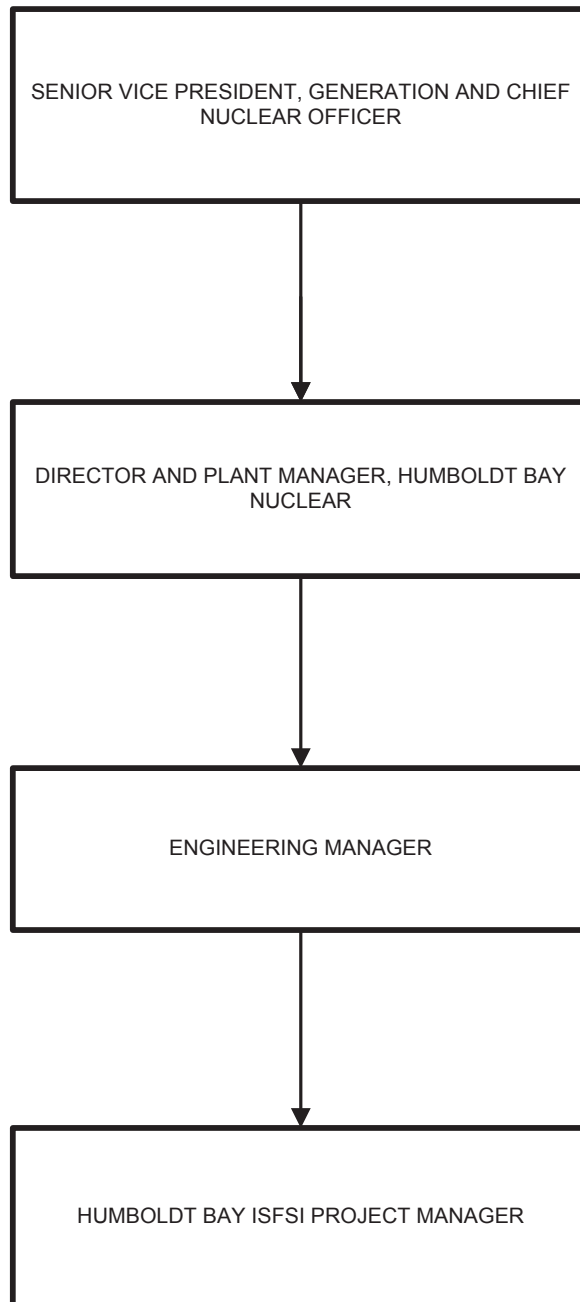 SENIOR VICE PRESIDENT, GENERATION AND CHIEF
NUCLEAR OFFICER
DIRECTOR AND PLANT MANAGER, HUMBOLDT BAY
NUCLEAR
ENGINEERING MANAGER
HUMBOLDT BAY ISFSI PROJECT MANAGER